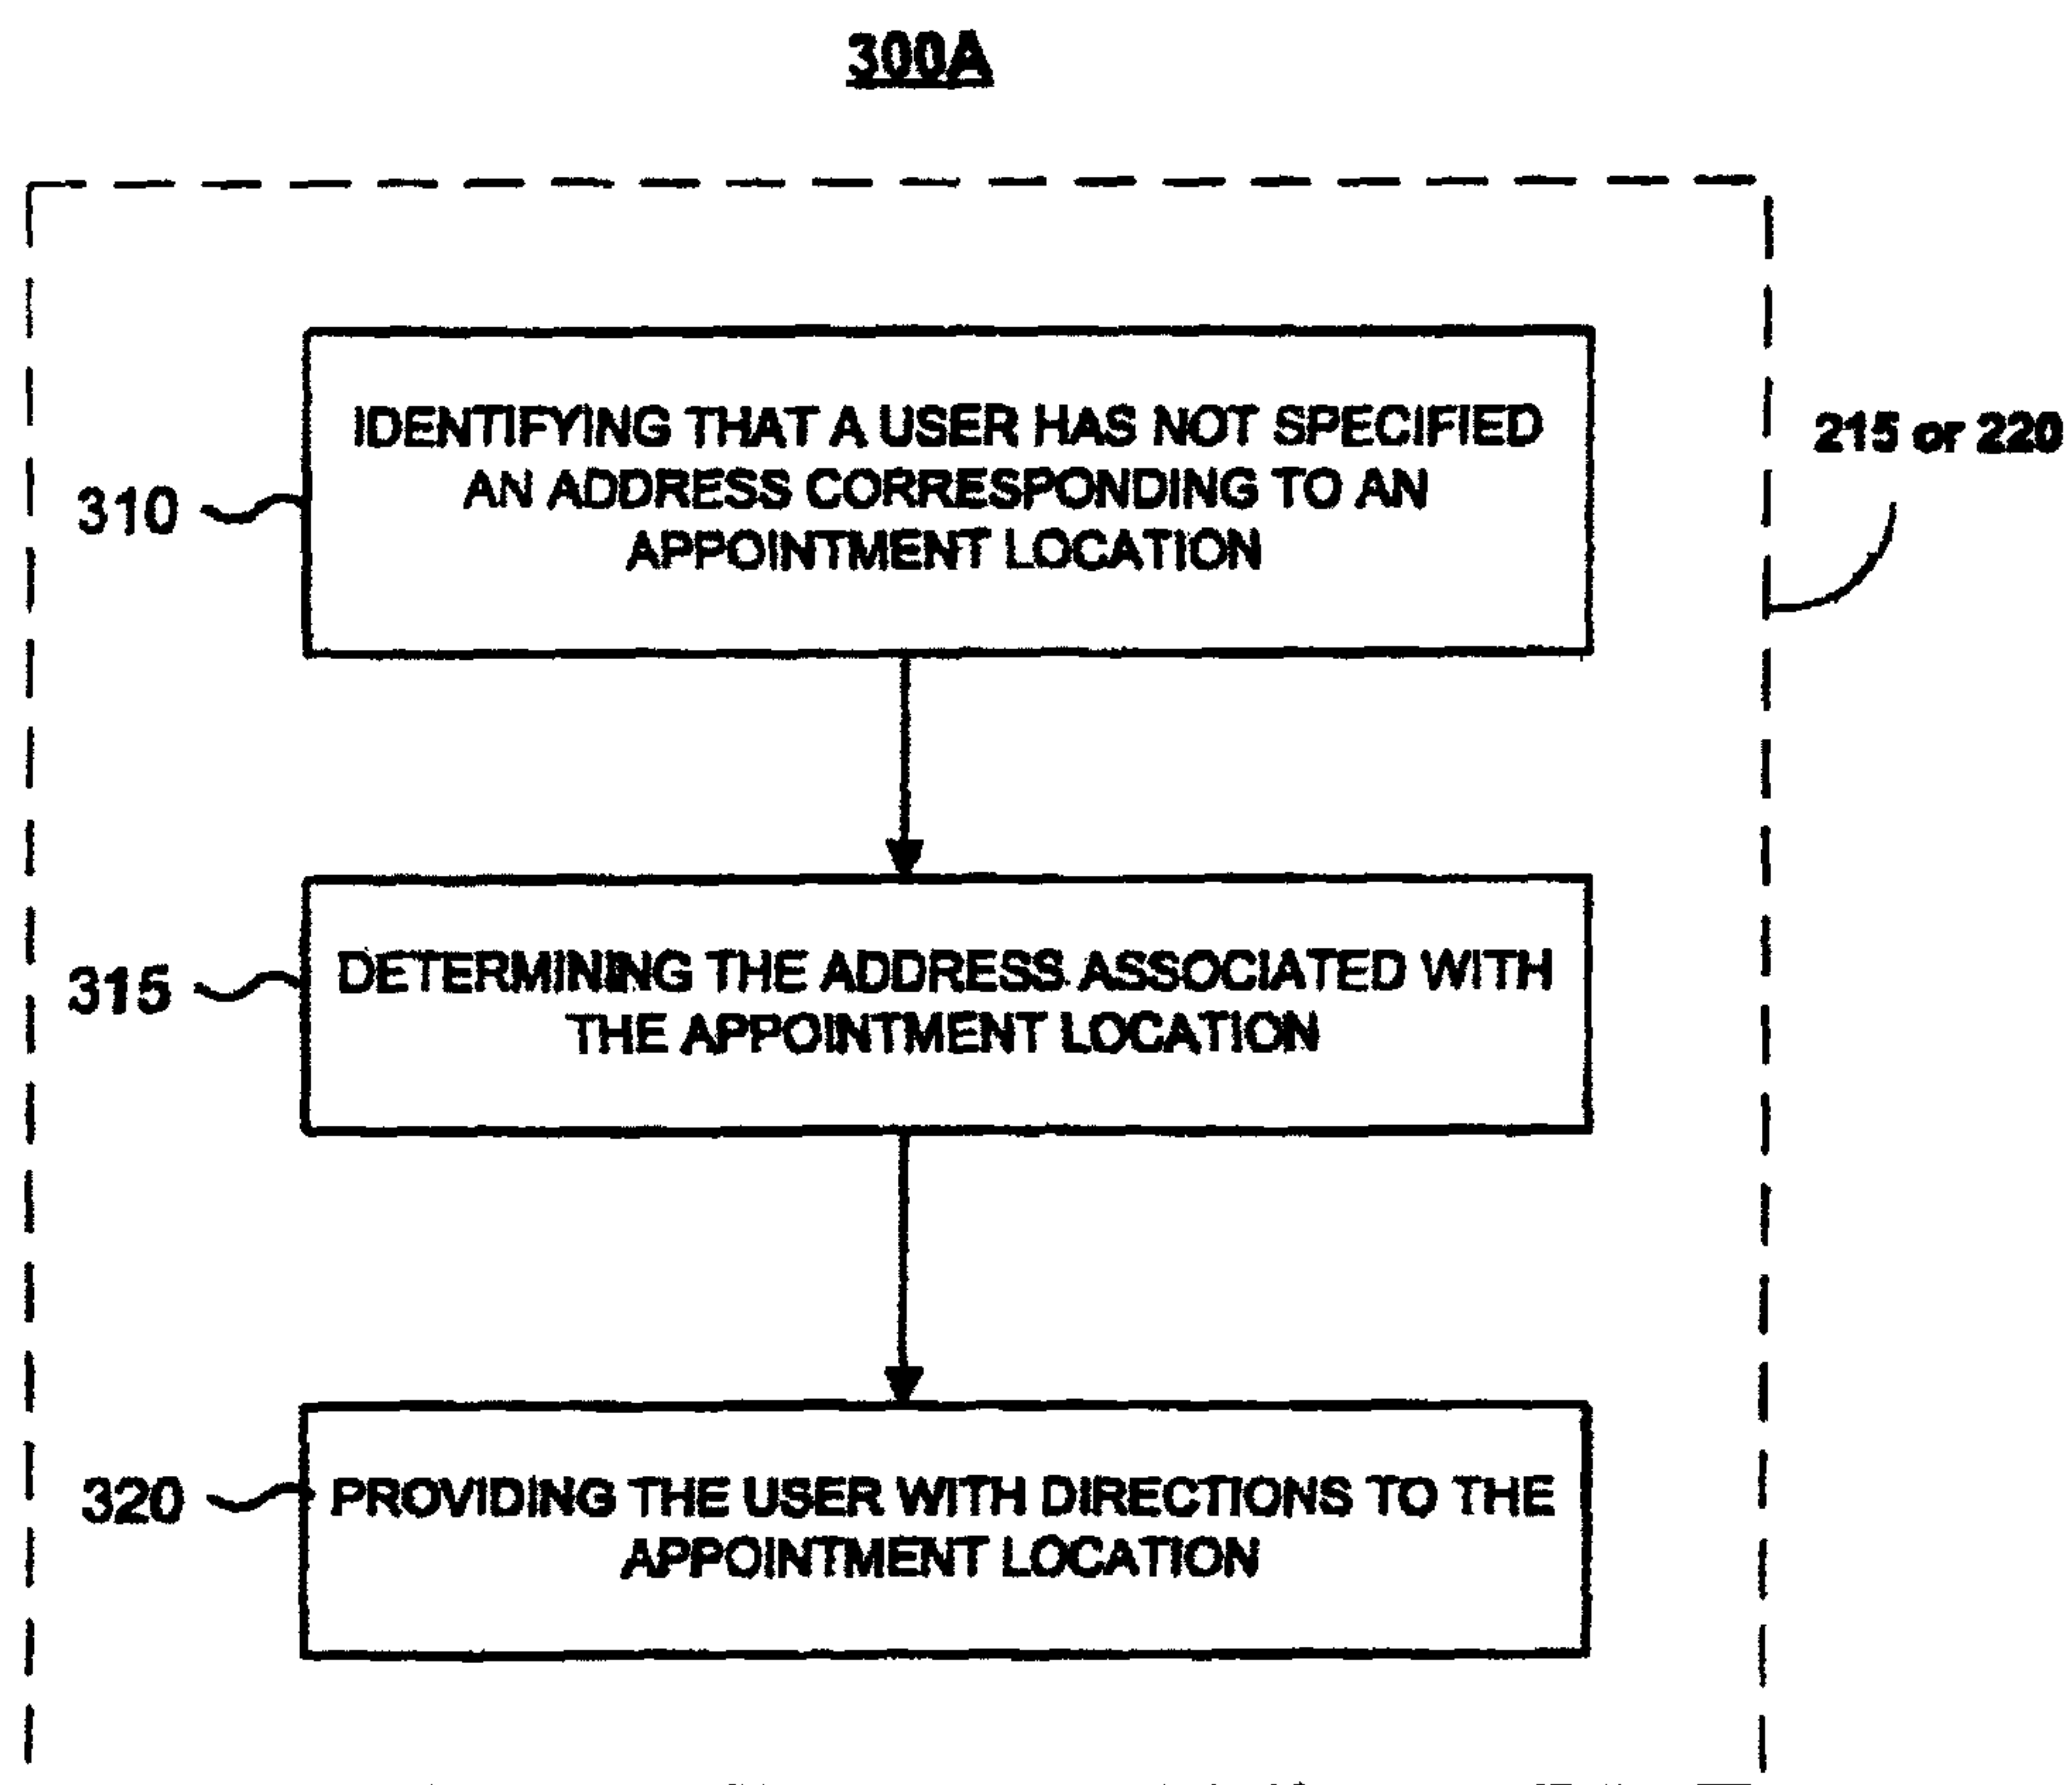 300A
IDENTIFYING THAT A USER HAS NOT SPECIFIED
AN ADDRESS CORRESPONDING TO AN
APPOINTMENT LOCATION
310
215 or 220
DETERMINING THE ADDRESS ASSOCIATED WITH
THE APPOINTMENT LOCATION
315
PROVIDING THE USER WITH DIRECTIONS TO THE
APPOINTMENT LOCATION
320